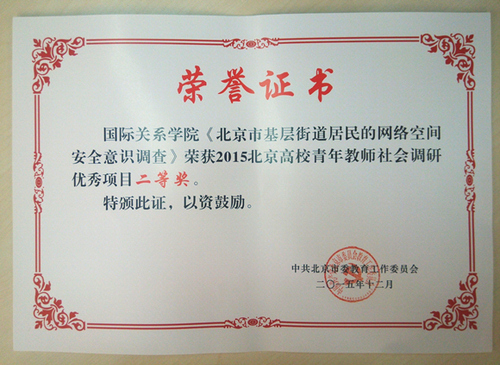 荣誉证书
国际关系学院《北京市基层街道居民的网络空间
安全意识调查》荣获2015北京高校青年教师社会调研
优秀项目二等奖。
特颁此证，以资鼓励。
中共北京市委教育工作委员会
二〇一五年十二月